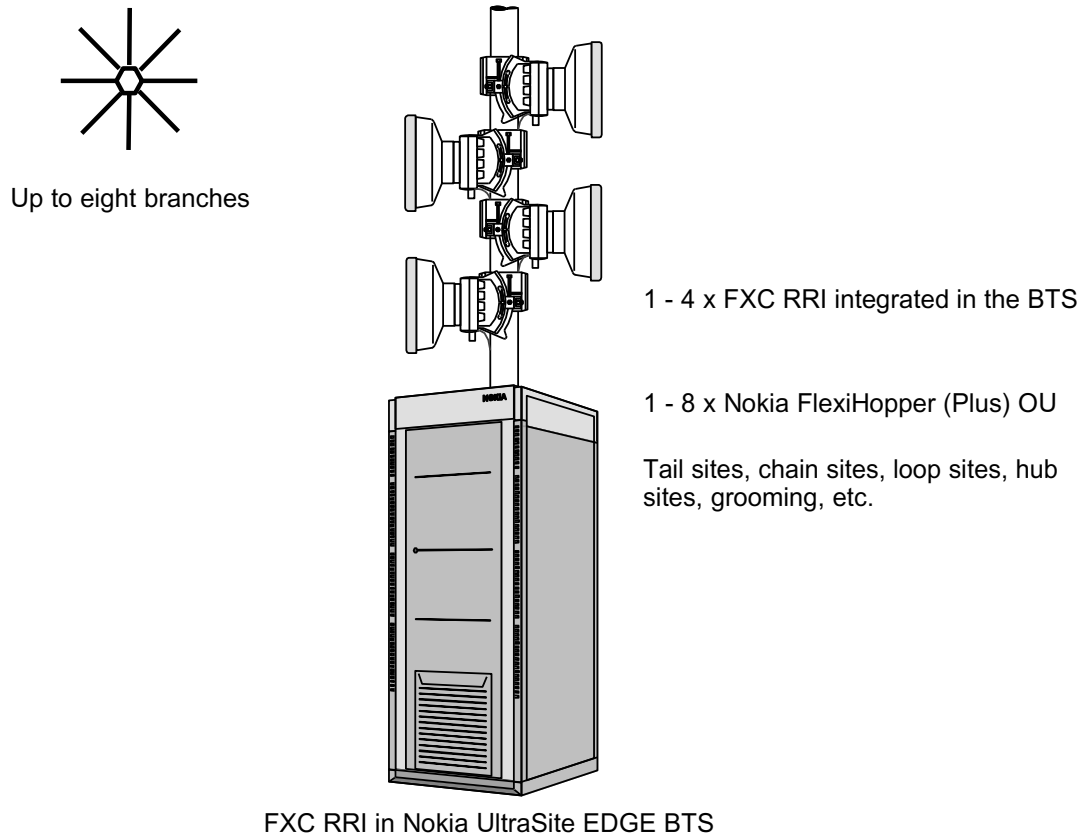 Up to eight branches
1 - 4 x FXC RRI integrated in the BTS
NOKIA
1 - 8 x Nokia FlexiHopper (Plus) OU
Tail sites, chain sites, loop sites, hub
sites, grooming, etc.
FXC RRI in Nokia UltraSite EDGE BTS